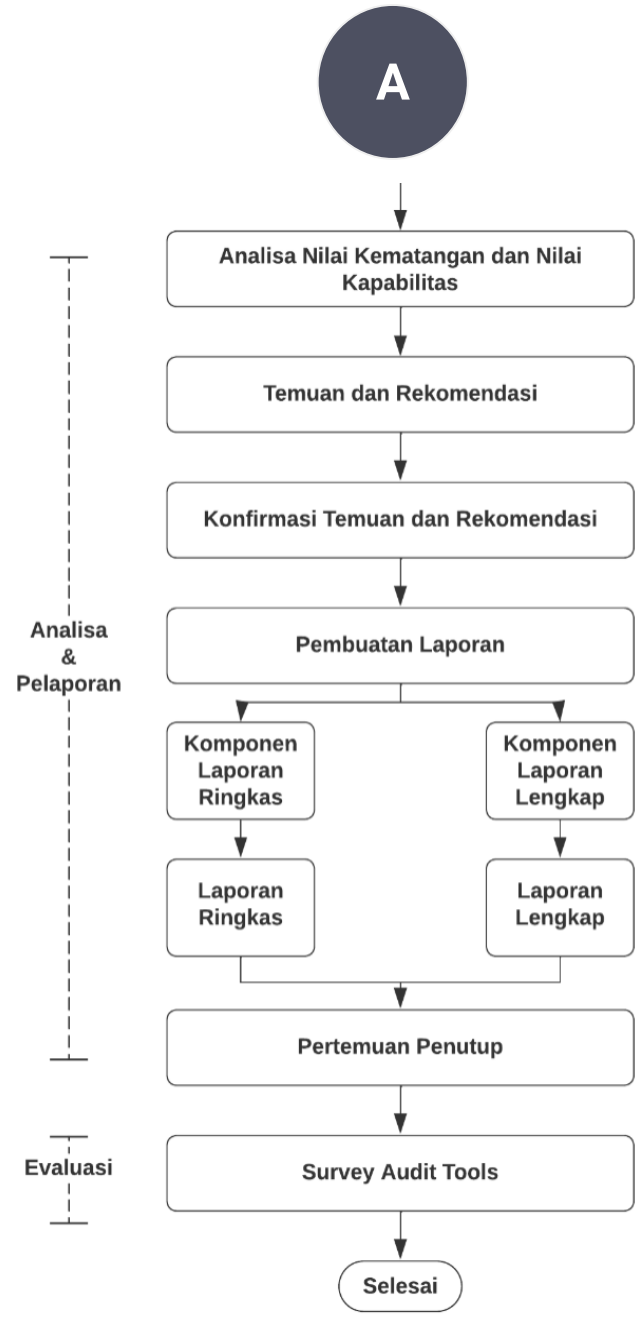 A
Analisa Nilai Kematangan dan Nilai
Kapabilitas
Temuan dan Rekomendasi
Konfirmasi Temuan dan Rekomendasi
Analisa
&
Pelaporan
Pembuatan Laporan
Komponen
Laporan
Ringkas
Komponen
Laporan
Lengkap
Laporan
Ringkas
Laporan
Lengkap
Pertemuan Penutup
Evaluasi
Survey Audit Tools
Selesai